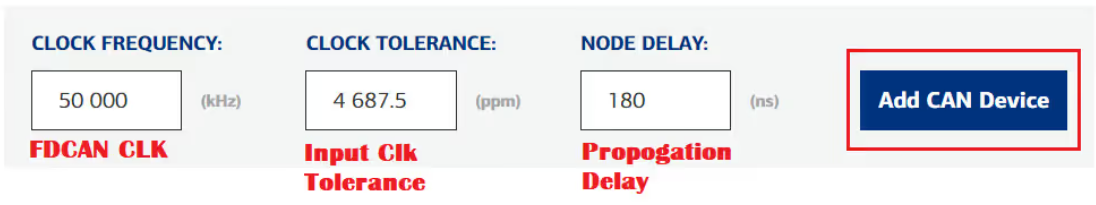 CLOCK FREQUENCY: CLOCK TOLERANCE: NODE DELAY:
50 000 (kHz) 4 687.5 (ppm) 180 (ns) Add CAN Device
FDCAN CLK Input Clk Propogation
Tolerance Delay